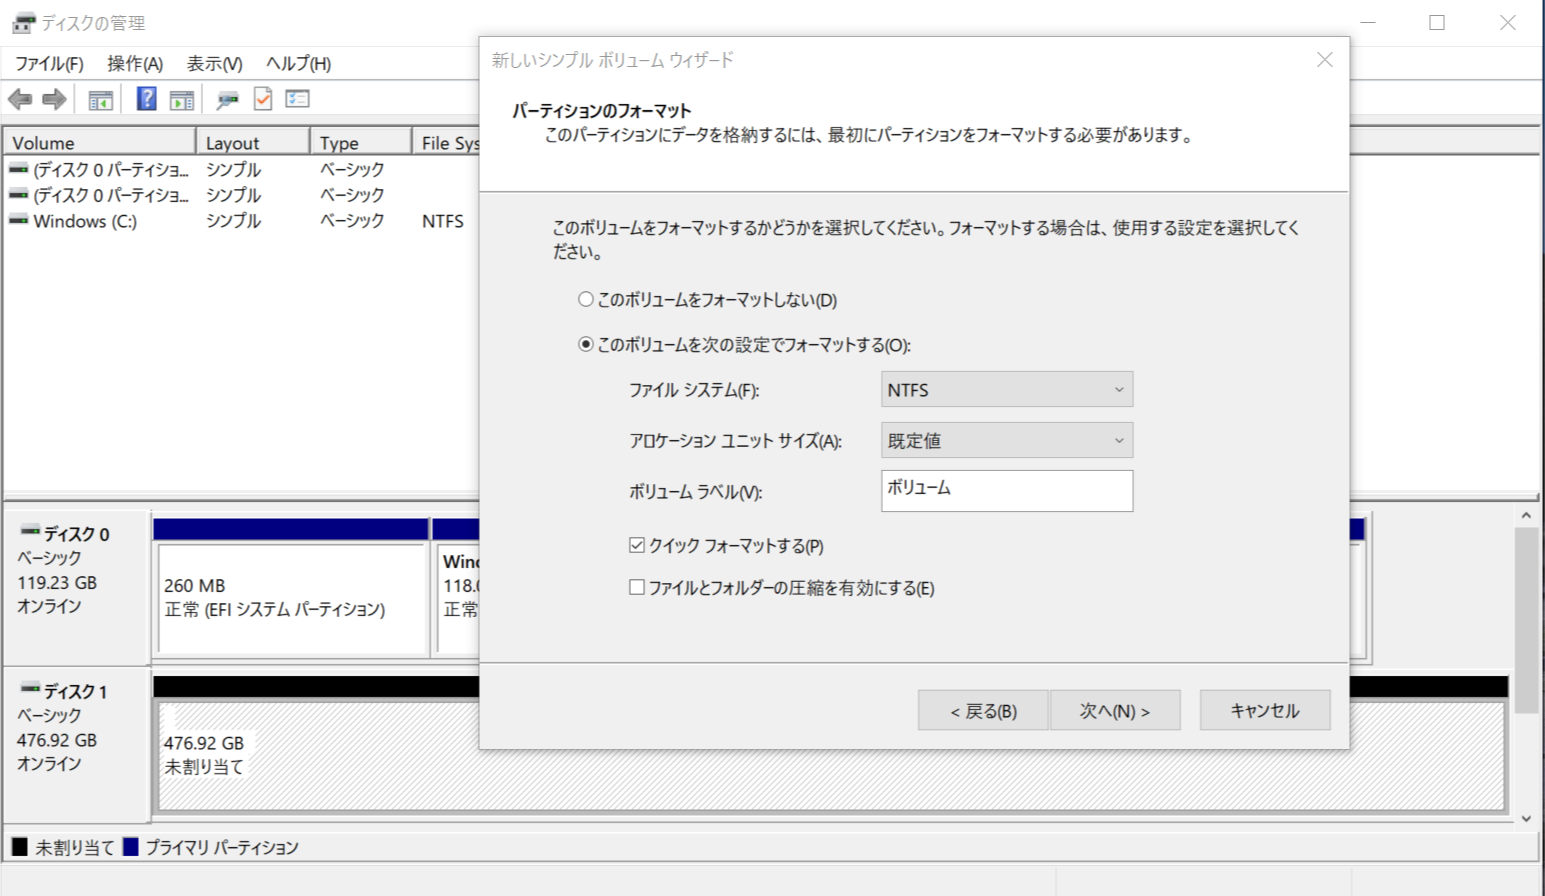 ディスクの管理
ファイル(F) 操作(A) 表示(V) ヘルプ(H)
Volume Layout Type File Sys
(ディスク 0 パーティショ... シンプル ベーシック
(ディスク 0 パーティショ... シンプル ベーシック
Windows (C:) シンプル ベーシック NTFS
新しいシンプル ボリューム ウィザード
パーティションのフォーマット
このパーティションにデータを格納するには、最初にパーティションをフォーマットする必要があります。
このボリュームをフォーマットするかどうかを選択してください。フォーマットする場合は、使用する設定を選択してく
ださい。
このボリュームをフォーマットしない(D)
このボリュームを次の設定でフォーマットする(O):
ファイル システム(F): NTFS
アロケーション ユニット サイズ(A): 既定値
ボリューム ラベル(V): ボリューム
クイック フォーマットする(P)
ファイルとフォルダーの圧縮を有効にする(E)
< 戻る(B) 次へ(N) > キャンセル
ディスク 0
ベーシック
119.23 GB
オンライン
260 MB
正常 (EFI システム パーティション)
Wind
118.0
正常
ディスク 1
ベーシック
476.92 GB
オンライン
476.92 GB
未割り当て
未割り当て プライマリ パーティション